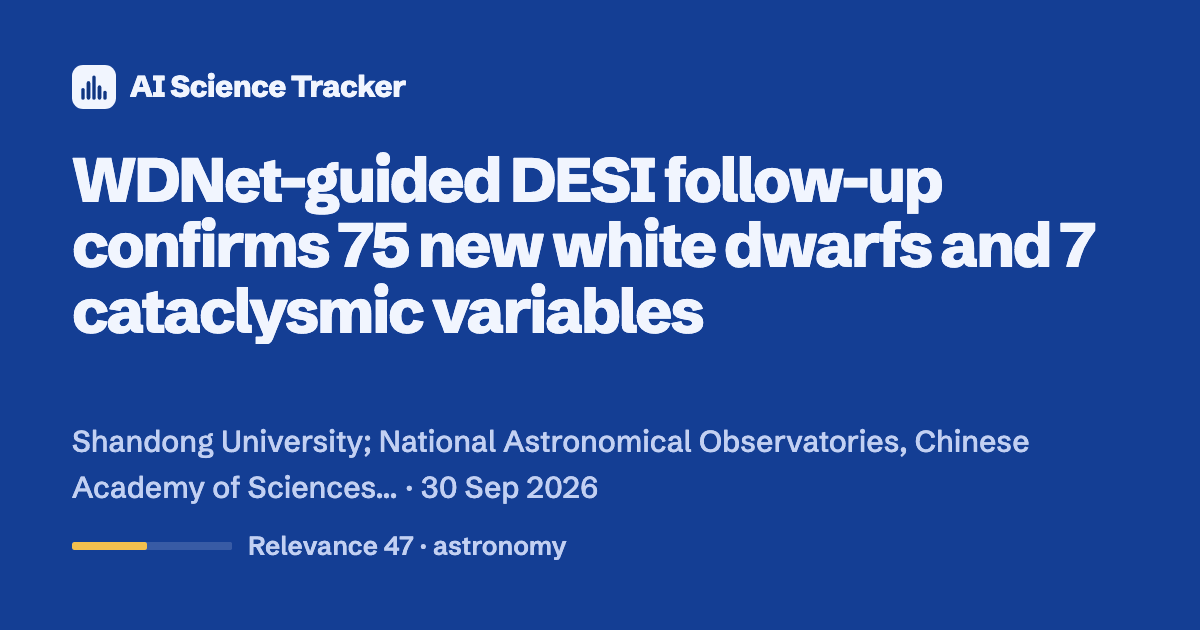 AI Science Tracker
WDNet-guided DESI follow-up
confirms 75 new white dwarfs and 7
cataclysmic variables
Shandong University; National Astronomical Observatories, Chinese
Academy of Sciences... · 30 Sep 2026
Relevance 47 · astronomy